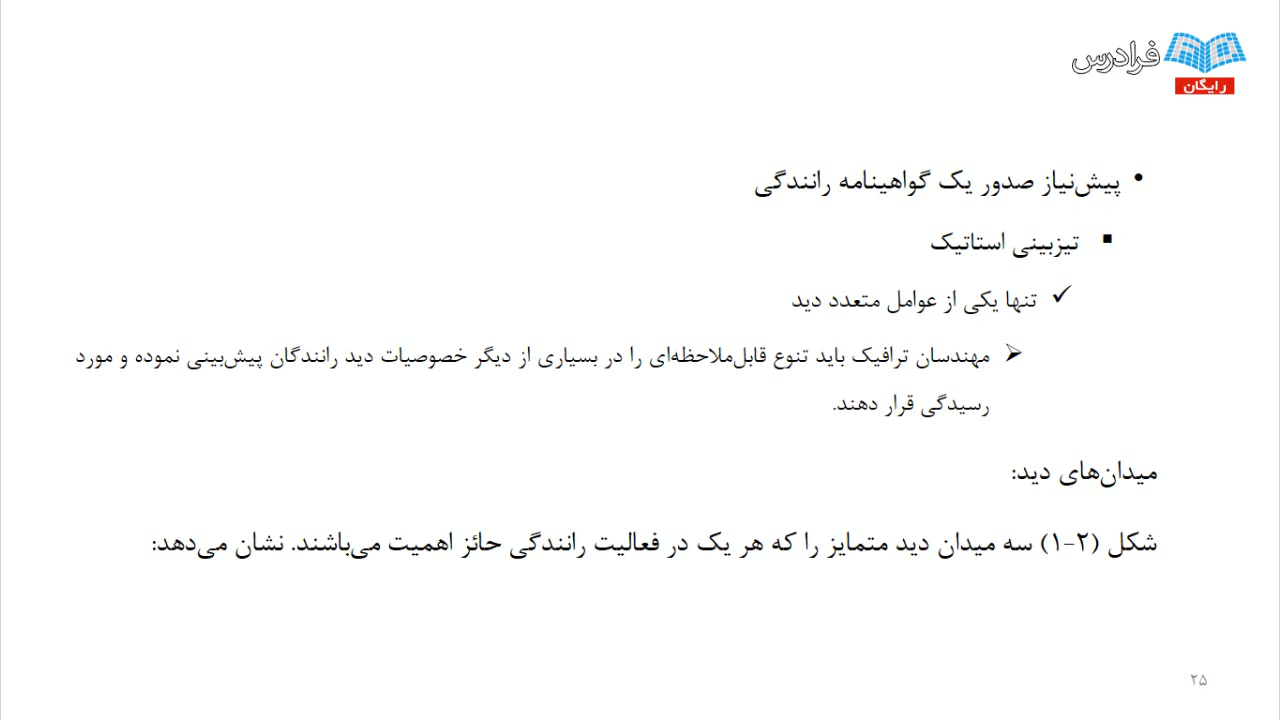 فرادرس
رایگان
• پیش‌نیاز صدور یک گواهینامه رانندگی
▪ تیزبینی استاتیک
✓ تنها یکی از عوامل متعدد دید
➢ مهندسان ترافیک باید تنوع قابل‌ملاحظه‌ای را در بسیاری از دیگر خصوصیات دید رانندگان پیش‌بینی نموده و مورد
رسیدگی قرار دهند.
میدان‌های دید:
شکل (۲-۱) سه میدان دید متمایز را که هر یک در فعالیت رانندگی حائز اهمیت می‌باشند. نشان می‌دهد:
۲۵